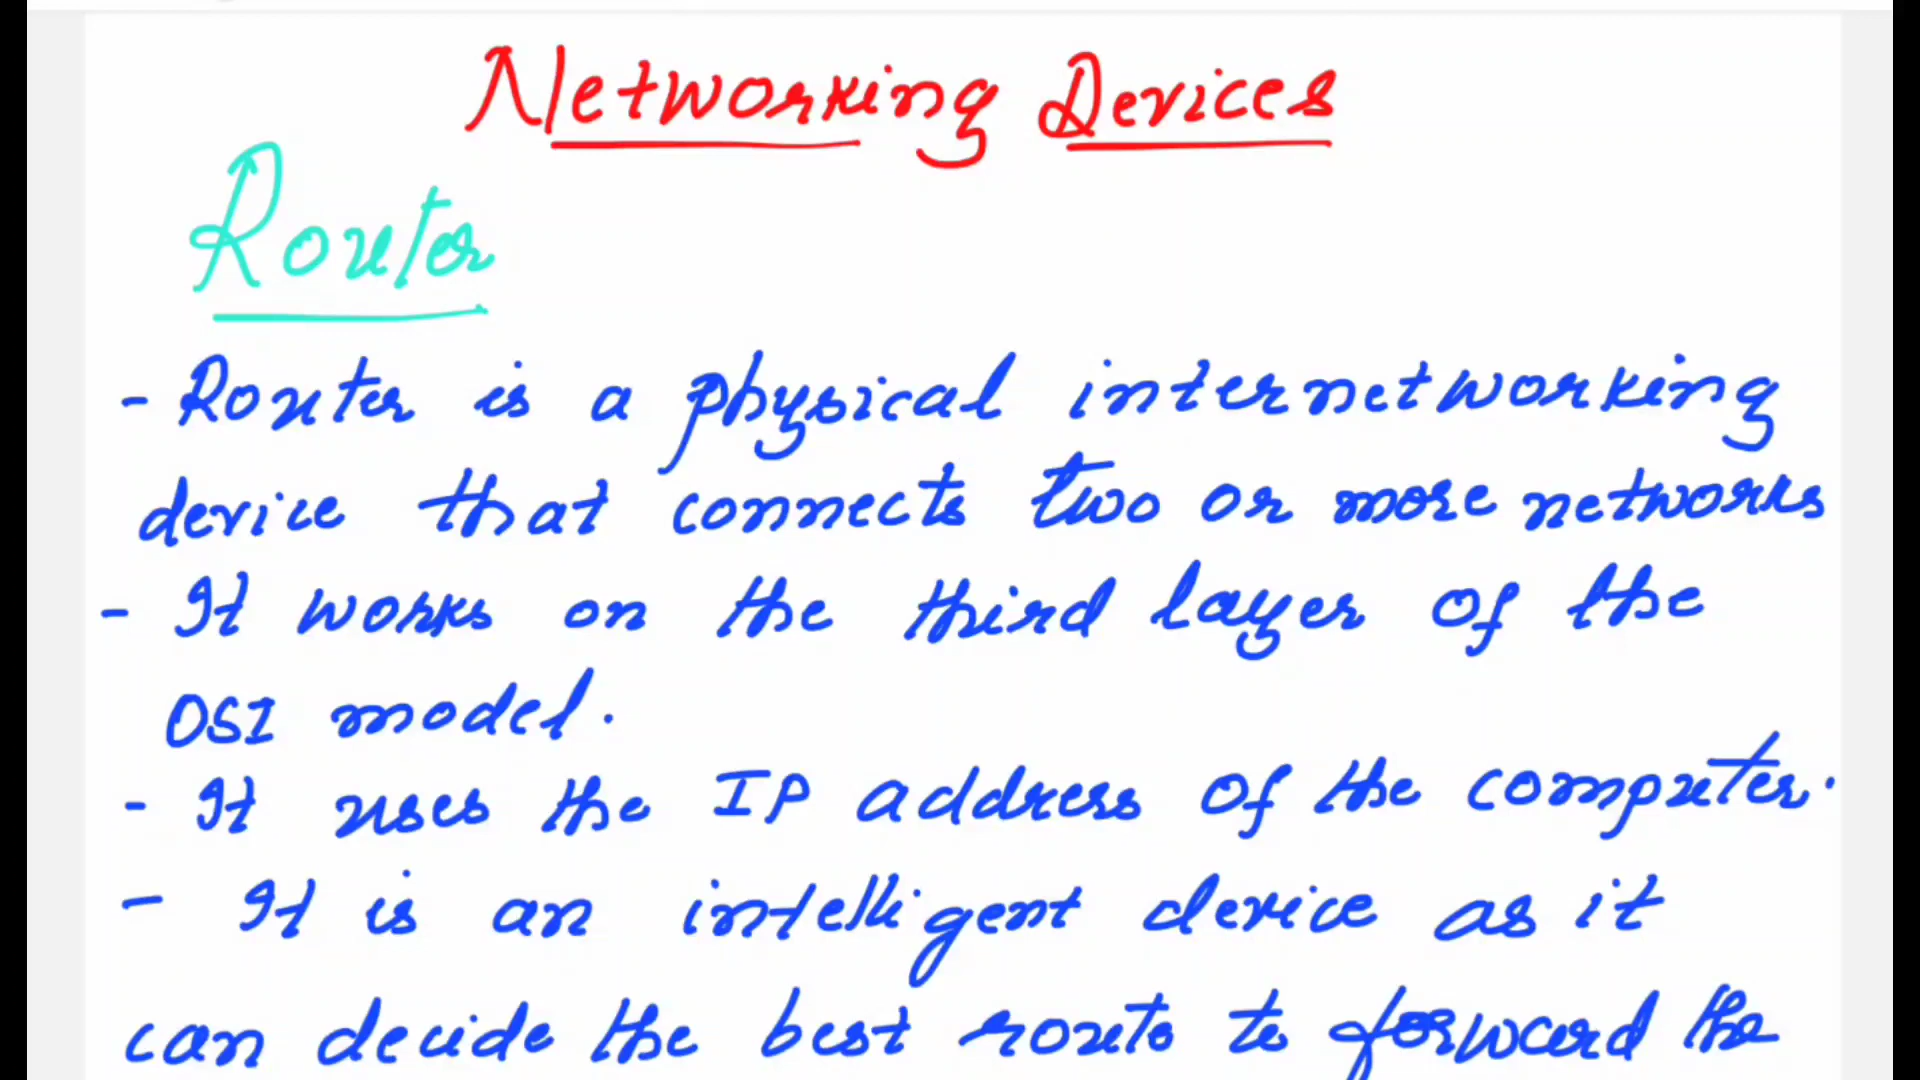 Networking Devices
Router
- Router is a physical internetworking
device that connects two or more networks
- It works on the third layer of the
OSI model.
- It uses the IP address of the computer.
- It is an intelligent device as it
can decide the best route to forward the